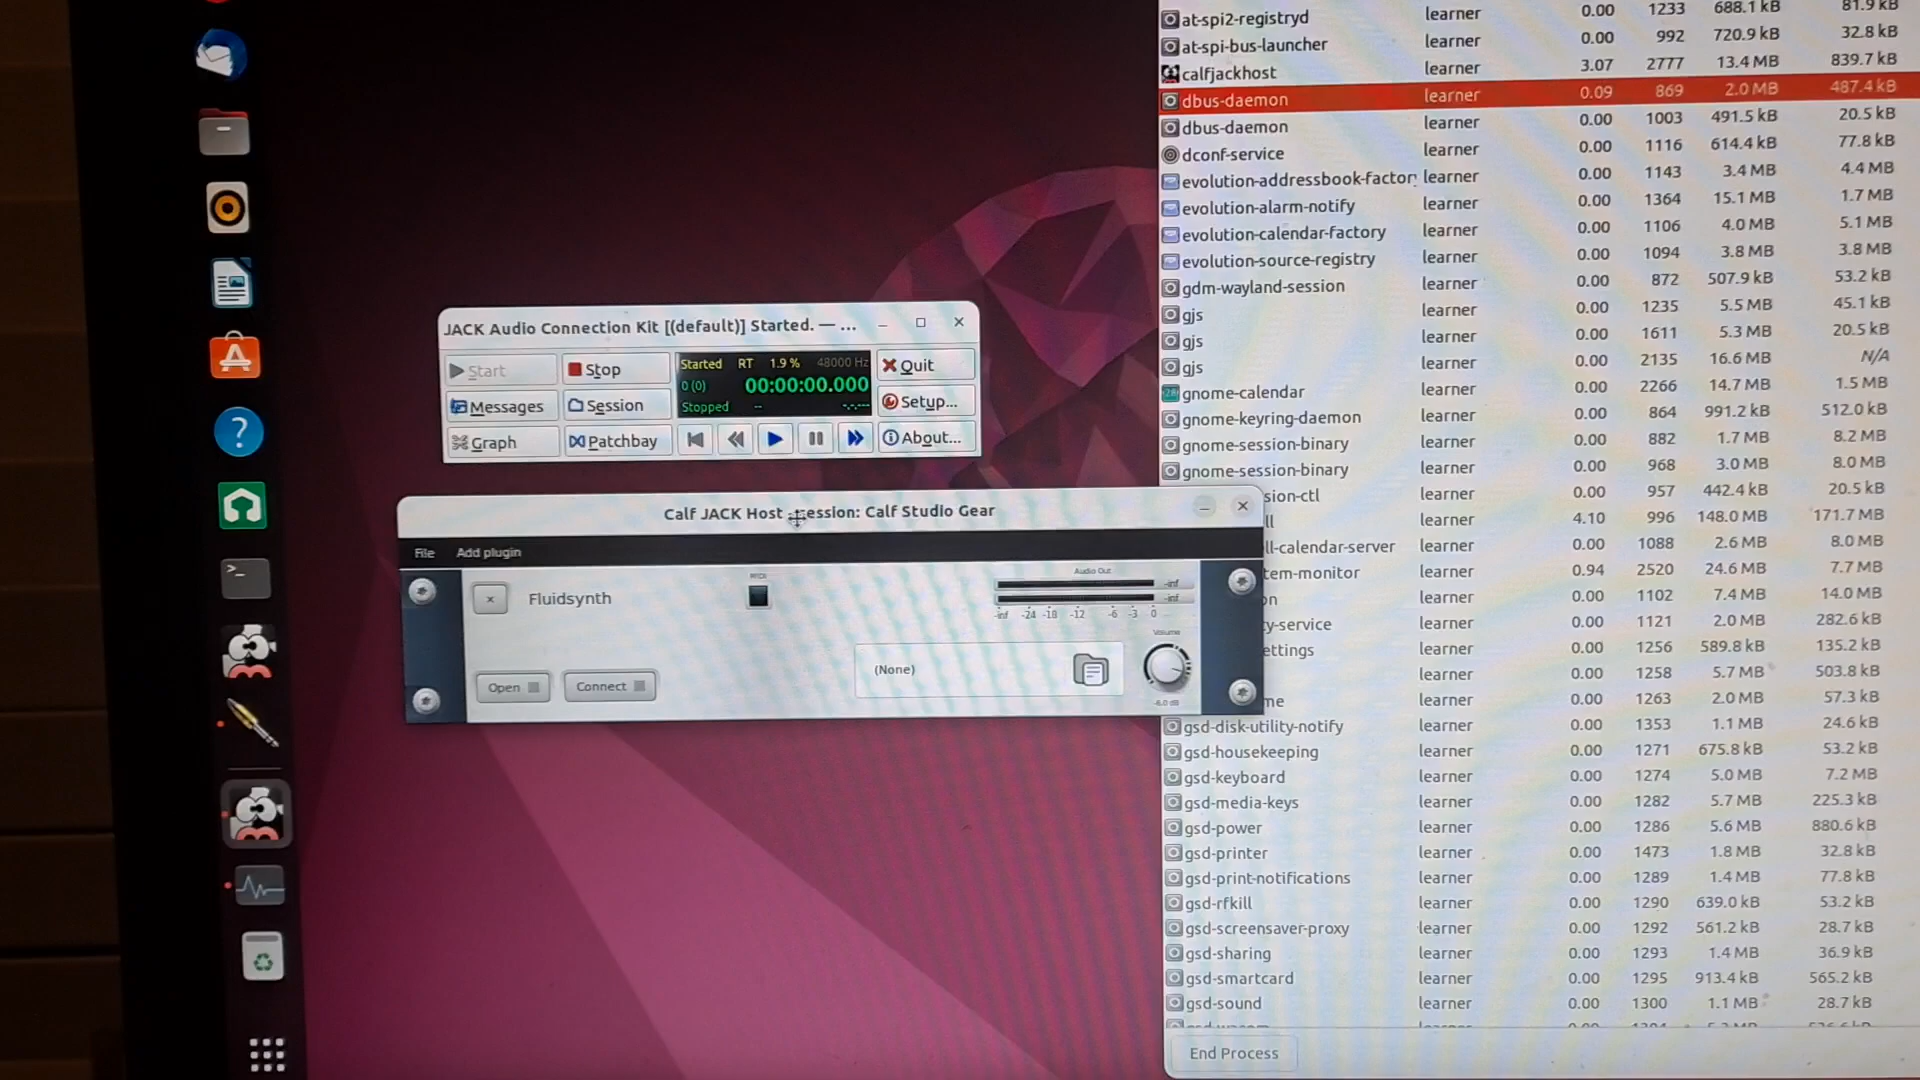 at-spi2-registryd learner 0.00 1233 688.1 kB 81.9 kB
at-spi-bus-launcher learner 0.00 992 720.9 kB 32.8 kB
calfjackhost learner 3.07 2777 13.4 MB 839.7 kB
dbus-daemon learner 0.09 869 2.0 MB 487.4 kB
dbus-daemon learner 0.00 1003 491.5 kB 20.5 kB
dconf-service learner 0.00 1116 614.4 kB 77.8 kB
evolution-addressbook-factor learner 0.00 1143 3.4 MB 4.4 MB
evolution-alarm-notify learner 0.00 1364 15.1 MB 1.7 MB
evolution-calendar-factory learner 0.00 1106 4.0 MB 5.1 MB
evolution-source-registry learner 0.00 1094 3.8 MB 3.8 MB
gdm-wayland-session learner 0.00 872 507.9 kB 53.2 kB
gjs learner 0.00 1235 5.5 MB 45.1 kB
gjs learner 0.00 1611 5.3 MB 20.5 kB
gjs learner 0.00 2135 16.6 MB N/A
gnome-calendar learner 0.00 2266 14.7 MB 1.5 MB
gnome-keyring-daemon learner 0.00 864 991.2 kB 512.0 kB
gnome-session-binary learner 0.00 882 1.7 MB 8.2 MB
gnome-session-binary learner 0.00 968 3.0 MB 8.0 MB
sion-ctl learner 0.00 957 442.4 kB 20.5 kB
ll learner 4.10 996 148.0 MB 171.7 MB
ll-calendar-server learner 0.00 1088 2.6 MB 8.0 MB
tem-monitor learner 0.94 2520 24.6 MB 7.7 MB
on learner 0.00 1102 7.4 MB 14.0 MB
y-service learner 0.00 1121 2.0 MB 282.6 kB
ettings learner 0.00 1256 589.8 kB 135.2 kB
learner 0.00 1258 5.7 MB 503.8 kB
me learner 0.00 1263 2.0 MB 57.3 kB
gsd-disk-utility-notify learner 0.00 1353 1.1 MB 24.6 kB
gsd-housekeeping learner 0.00 1271 675.8 kB 53.2 kB
gsd-keyboard learner 0.00 1274 5.0 MB 7.2 MB
gsd-media-keys learner 0.00 1282 5.7 MB 225.3 kB
gsd-power learner 0.00 1286 5.6 MB 880.6 kB
gsd-printer learner 0.00 1473 1.8 MB 32.8 kB
gsd-print-notifications learner 0.00 1289 1.4 MB 77.8 kB
gsd-rfkill learner 0.00 1290 639.0 kB 53.2 kB
gsd-screensaver-proxy learner 0.00 1292 561.2 kB 28.7 kB
gsd-sharing learner 0.00 1293 1.4 MB 36.9 kB
gsd-smartcard learner 0.00 1295 913.4 kB 565.2 kB
gsd-sound learner 0.00 1300 1.1 MB 28.7 kB
End Process
JACK Audio Connection Kit [(default)] Started. — ...
Start Stop Started RT 1.9 % 48000 Hz Quit
Messages Session 0 (0) 00:00:00.000 Setup...
Stopped -- -.-.---
Graph Patchbay About...
Calf JACK Host - session: Calf Studio Gear
File Add plugin
Fluidsynth MIDI Audio Out
-inf
-inf
-inf -24 -18 -12 -6 -3 0
Volume
Open Connect (None)
-6.0 dB